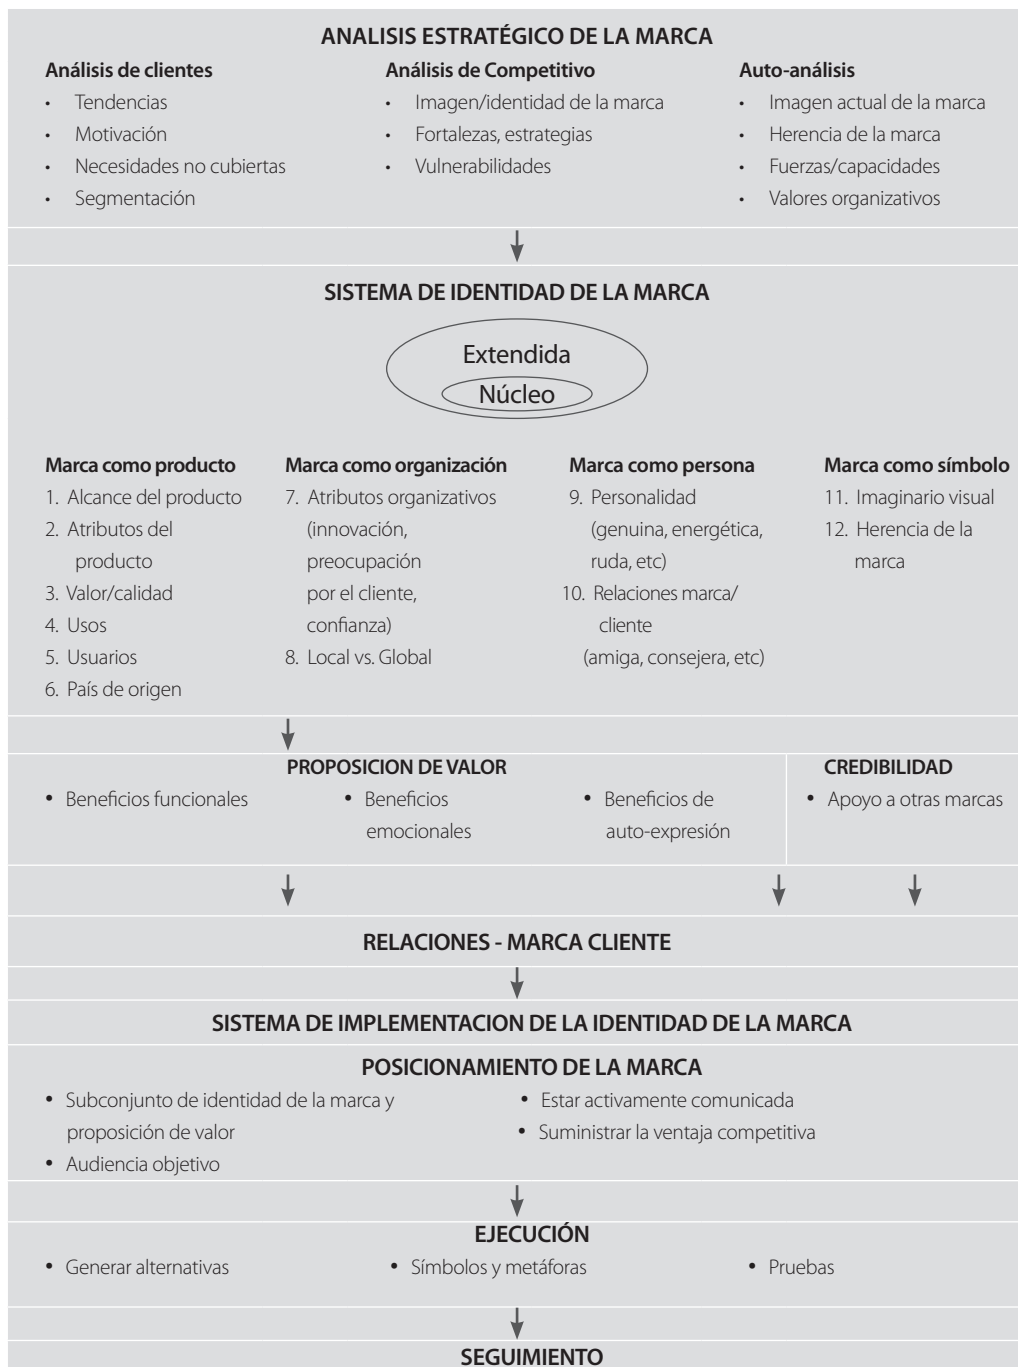 ANALISIS ESTRATÉGICO DE LA MARCA
Análisis de clientes
• Tendencias
• Motivación
• Necesidades no cubiertas
• Segmentación
Análisis de Competitivo
• Imagen/identidad de la marca
• Fortalezas, estrategias
• Vulnerabilidades
Auto-análisis
• Imagen actual de la marca
• Herencia de la marca
• Fuerzas/capacidades
• Valores organizativos
SISTEMA DE IDENTIDAD DE LA MARCA
Extendida
Núcleo
Marca como producto
1. Alcance del producto
2. Atributos del
producto
3. Valor/calidad
4. Usos
5. Usuarios
6. País de origen
Marca como organización
7. Atributos organizativos
(innovación,
preocupación
por el cliente,
confianza)
8. Local vs. Global
Marca como persona
9. Personalidad
(genuina, energética,
ruda, etc)
10. Relaciones marca/
cliente
(amiga, consejera, etc)
Marca como símbolo
11. Imaginario visual
12. Herencia de la
marca
PROPOSICION DE VALOR
• Beneficios funcionales
• Beneficios
emocionales
• Beneficios de
auto-expresión
CREDIBILIDAD
• Apoyo a otras marcas
RELACIONES - MARCA CLIENTE
SISTEMA DE IMPLEMENTACION DE LA IDENTIDAD DE LA MARCA
POSICIONAMIENTO DE LA MARCA
• Subconjunto de identidad de la marca y
proposición de valor
• Audiencia objetivo
• Estar activamente comunicada
• Suministrar la ventaja competitiva
EJECUCIÓN
• Generar alternativas
• Símbolos y metáforas
• Pruebas
SEGUIMIENTO